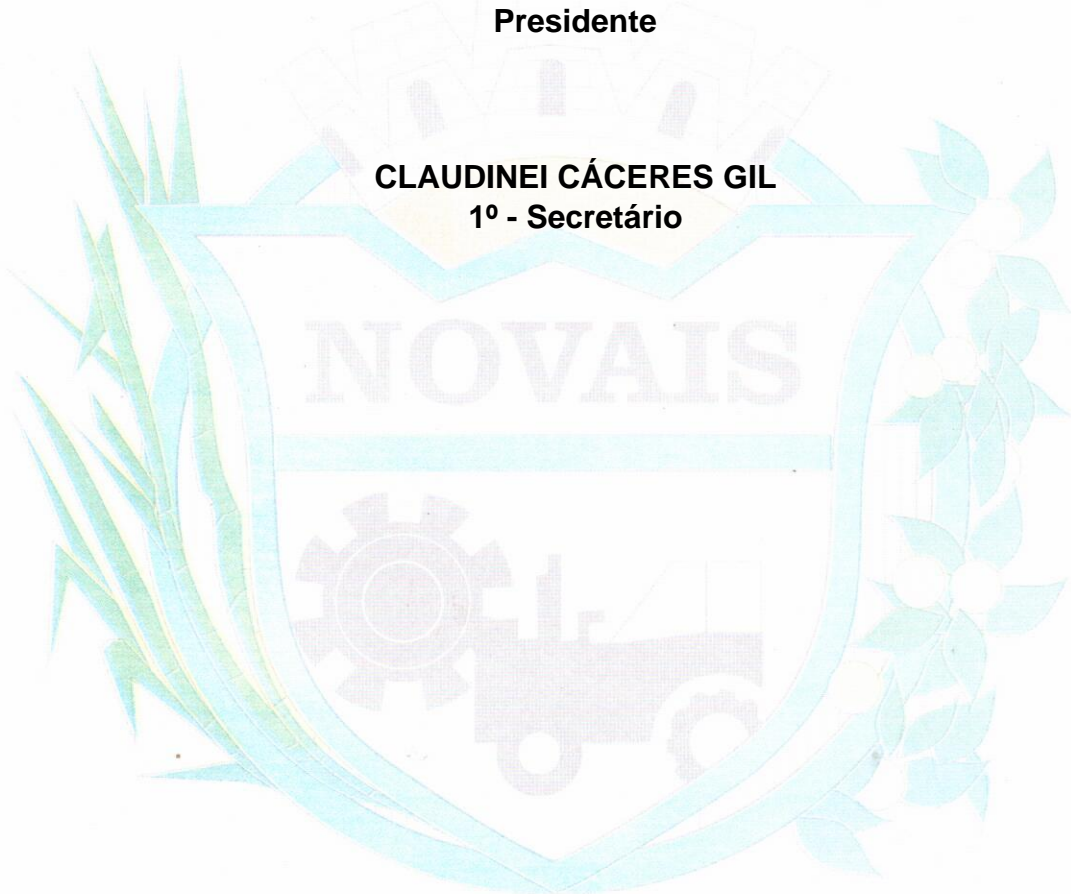 Presidente
CLAUDINEI CÁCERES GIL
1º - Secretário
NOVAIS